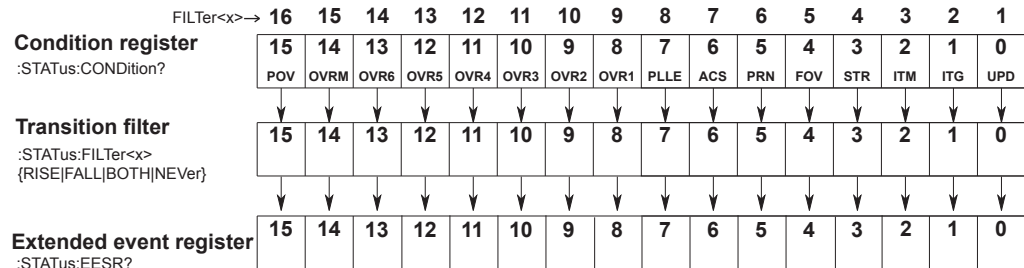 FILTer<x>→ 16 15 14 13 12 11 10 9 8 7 6 5 4 3 2 1
Condition register 15 14 13 12 11 10 9 8 7 6 5 4 3 2 1 0
:STATus:CONDition? POV OVRM OVR6 OVR5 OVR4 OVR3 OVR2 OVR1 PLLE ACS PRN FOV STR ITM ITG UPD
Transition filter 15 14 13 12 11 10 9 8 7 6 5 4 3 2 1 0
:STATus:FILTer<x>
{RISE|FALL|BOTH|NEVer}
Extended event register 15 14 13 12 11 10 9 8 7 6 5 4 3 2 1 0
:STATus:EESR?